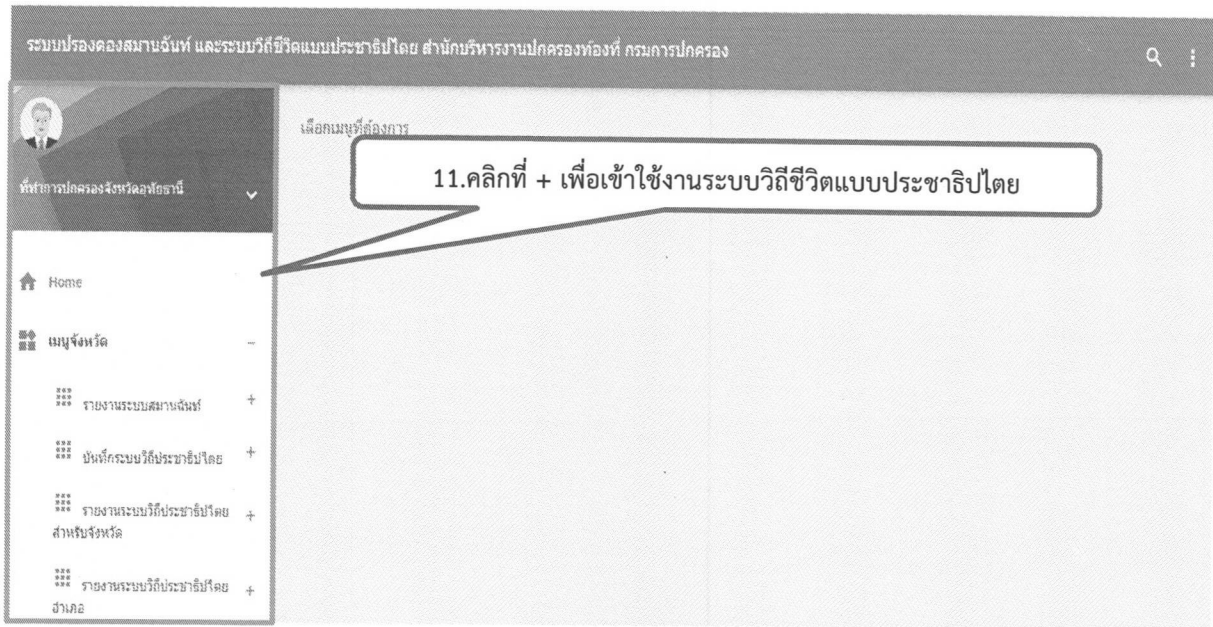 ระบบปรองดองสมานฉันท์ และระบบวิถีชีวิตแบบประชาธิปไตย สำนักบริหารงานปกครองท้องที่ กรมการปกครอง
ที่ทำการปกครองจังหวัดอุทัยธานี
เลือกเมนูที่ต้องการ
11.คลิกที่ + เพื่อเข้าใช้งานระบบวิถีชีวิตแบบประชาธิปไตย
Home
เมนูจังหวัด −
รายงานระบบสมานฉันท์ +
บันทึกระบบวิถีประชาธิปไตย +
รายงานระบบวิถีประชาธิปไตย +
สำหรับจังหวัด
รายงานระบบวิถีประชาธิปไตย +
อำเภอ